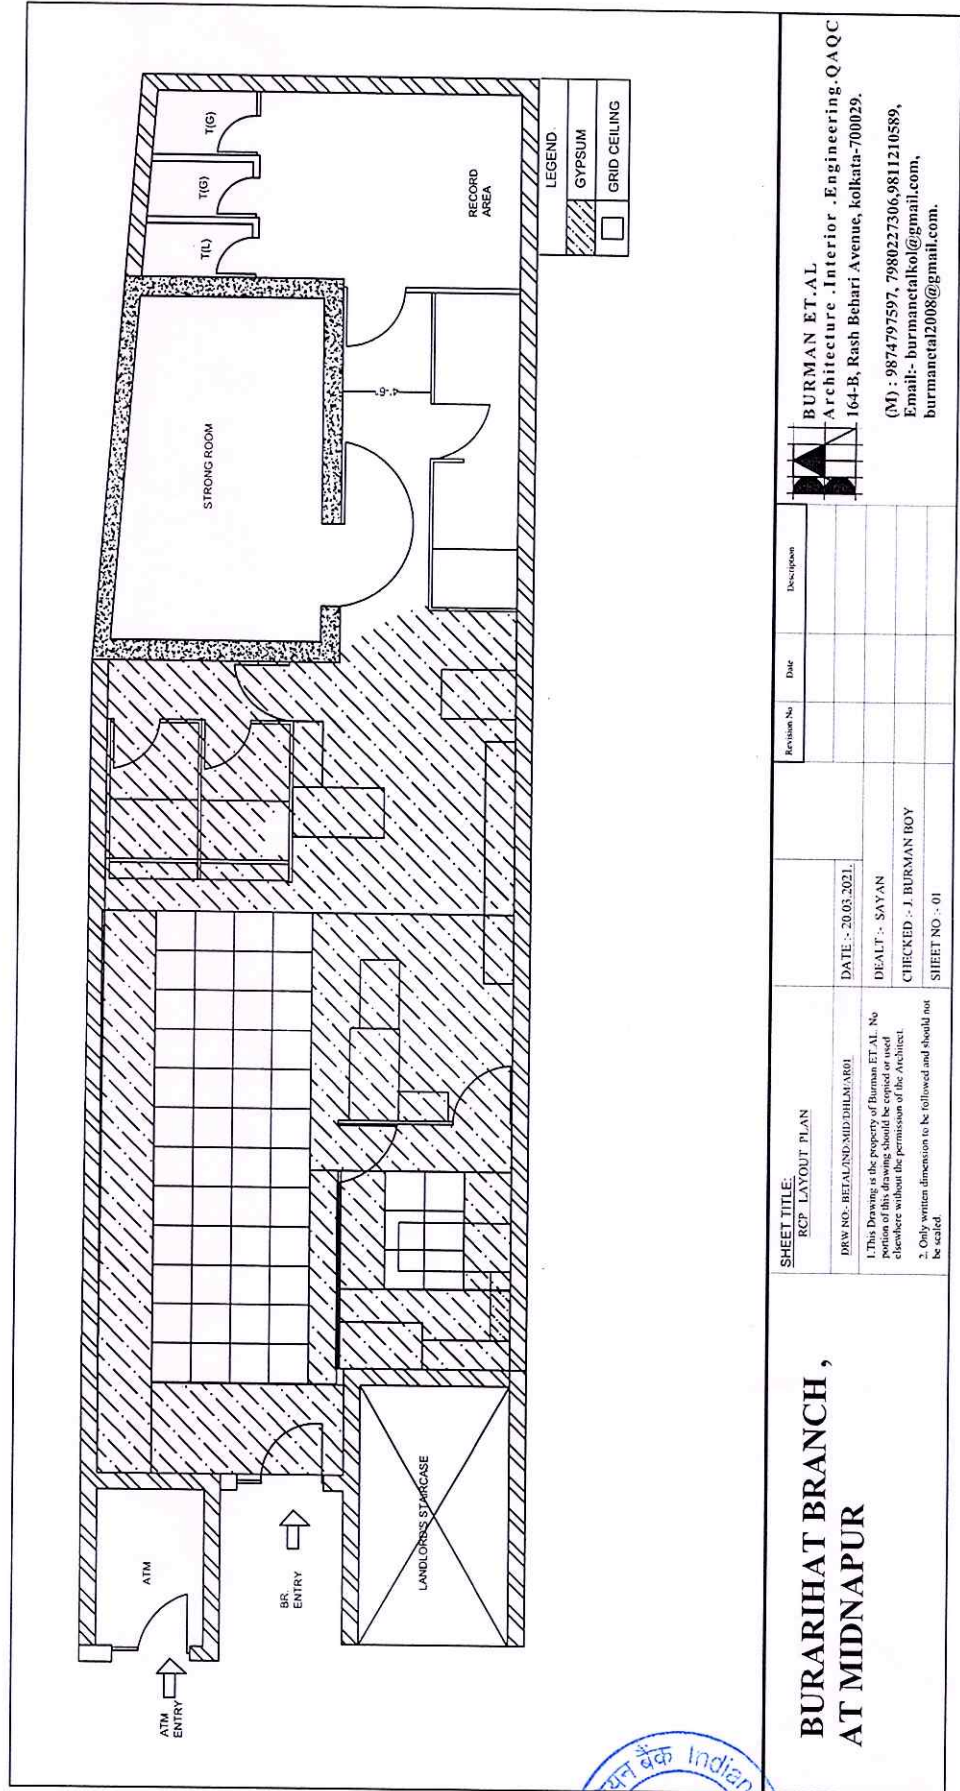 T(L)
T(G)
T(G)
STRONG ROOM
RECORD
AREA
LEGEND
GYPSUM
GRID CEILING
ATM
ATM
ENTRY
BR.
ENTRY
LANDLORD'S STAIRCASE
BURARIHAT BRANCH ,
AT MIDNAPUR
SHEET TITLE:
RCP LAYOUT PLAN
DRW NO:- BETAL/IND/MID/DHLM/AR01
1.This Drawing is the property of Burman ET.AL. No
portion of this drawing should be copied or used
elsewhere without the permission of the Architect.
2. Only written dimension to be followed and should not
be scaled.
DATE :- 20.03.2021.
DEALT :- SAYAN
CHECKED :- J. BURMAN BOY
SHEET NO :- 01
Revision No
Date
Description
BURMAN ET.AL
Architecture .Interior .Engineering.QAQC
164-B, Rash Behari Avenue, kolkata-700029.
(M) : 9874797597, 7980227306,9811210589,
Email:- burmanetalkol@gmail.com,
burmanetal2008@gmail.com.
बैंक Indian